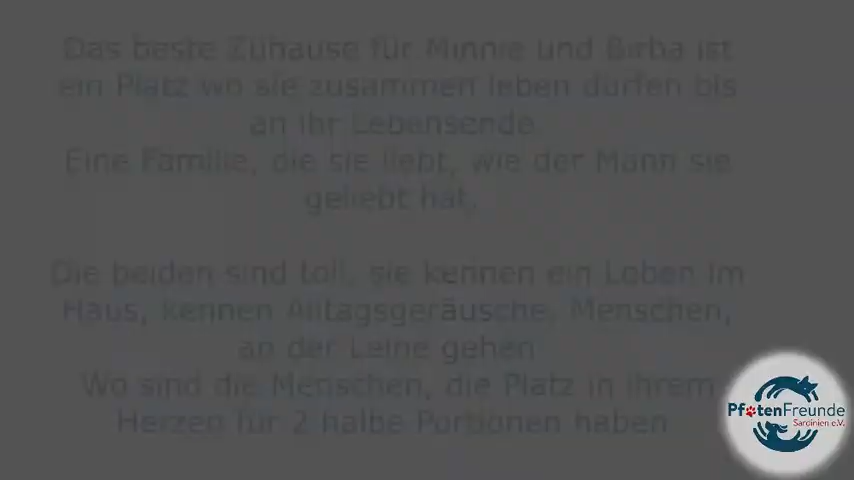 Das beste Zuhause für Minnie und Birba ist
ein Platz wo sie zusammen leben dürfen bis
an ihr Lebensende.
Eine Familie, die sie liebt, wie der Mann sie
geliebt hat.
Die beiden sind toll, sie kennen ein Leben im
Haus, kennen Alltagsgeräusche, Menschen,
an der Leine gehen
Wo sind die Menschen, die Platz in ihrem
Herzen für 2 halbe Portionen haben
PfotenFreunde
Sardinien e.V.